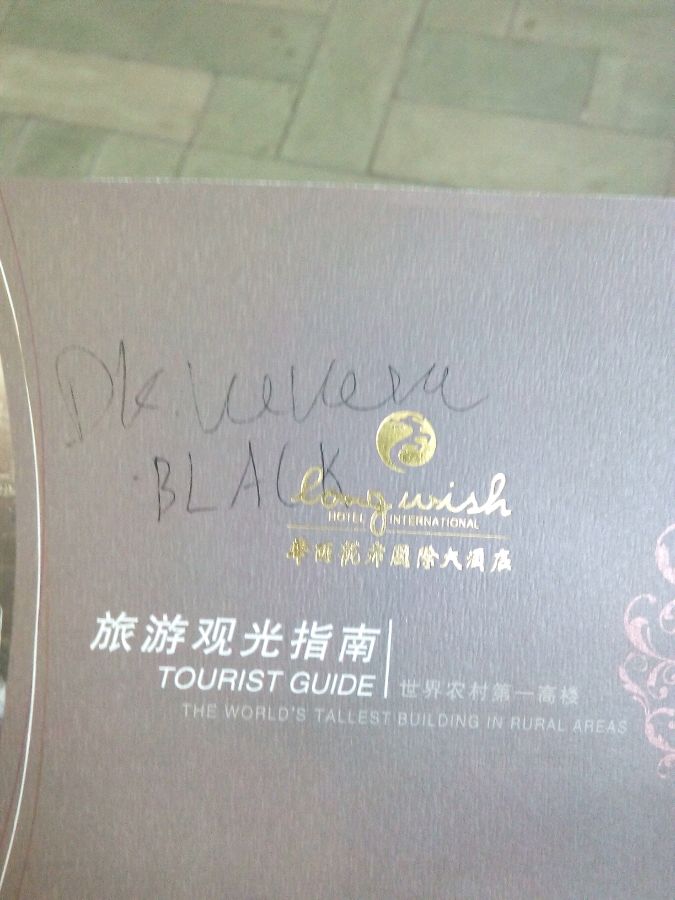 Dk.
BLACK
long wish
HOTEL INTERNATIONAL
华西龙希国际大酒店
旅游观光指南
TOURIST GUIDE
世界农村第一高楼
THE WORLD'S TALLEST BUILDING IN RURAL AREAS